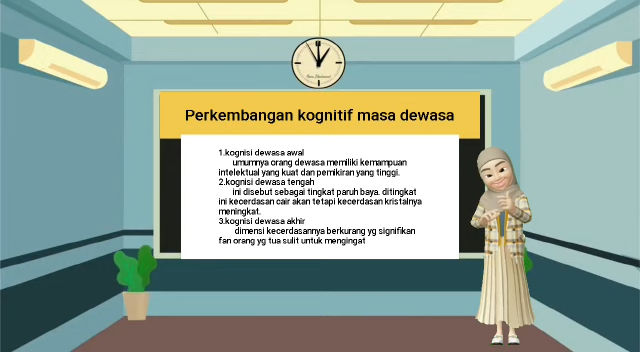 Perkembangan kognitif masa dewasa
1.kognisi dewasa awal
umumnya orang dewasa memiliki kemampuan
intelektual yang kuat dan pemikiran yang tinggi.
2.kognisi dewasa tengah
ini disebut sebagai tingkat paruh baya. ditingkat
ini kecerdasan cair akan tetapi kecerdasan kristalnya
meningkat.
3.kognisi dewasa akhir
dimensi kecerdasannya berkurang yg signifikan
fan orang yg tua sulit untuk mengingat